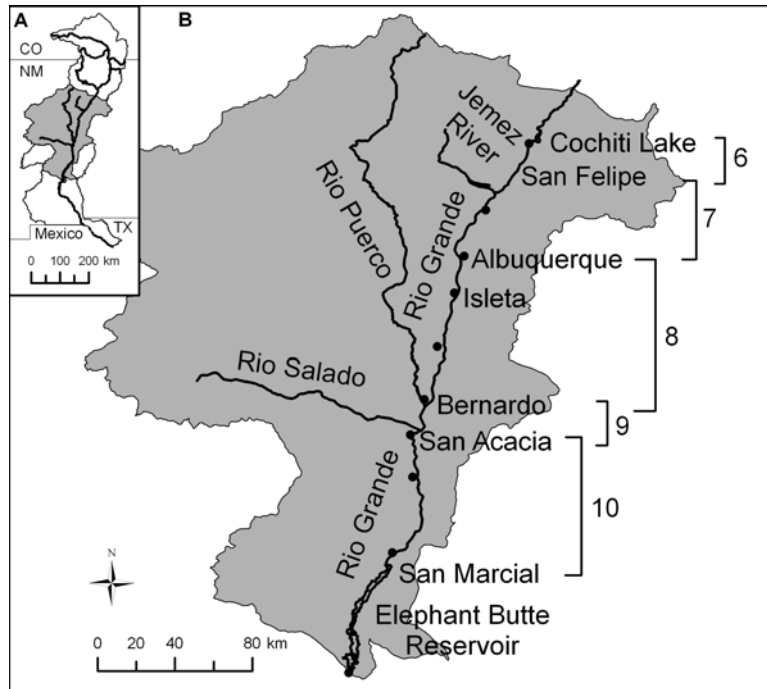 A
CO
NM
TX
Mexico
0 100 200 km
B
Jemez
River
Cochiti Lake
6
San Felipe
7
Rio Puerco
Rio Grande
Albuquerque
Isleta
8
Rio Salado
Bernardo
9
San Acacia
Rio Grande
10
San Marcial
N
Elephant Butte
Reservoir
0 20 40 80 km